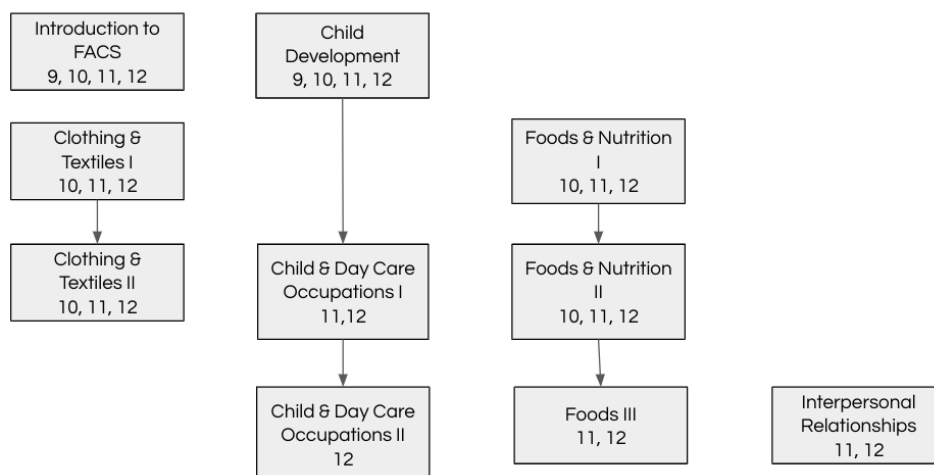 Introduction to
FACS
9, 10, 11, 12
Child
Development
9, 10, 11, 12
Clothing &
Textiles I
10, 11, 12
Foods & Nutrition
I
10, 11, 12
Clothing &
Textiles II
10, 11, 12
Child & Day Care
Occupations I
11,12
Foods & Nutrition
II
10, 11, 12
Child & Day Care
Occupations II
12
Foods III
11, 12
Interpersonal
Relationships
11, 12